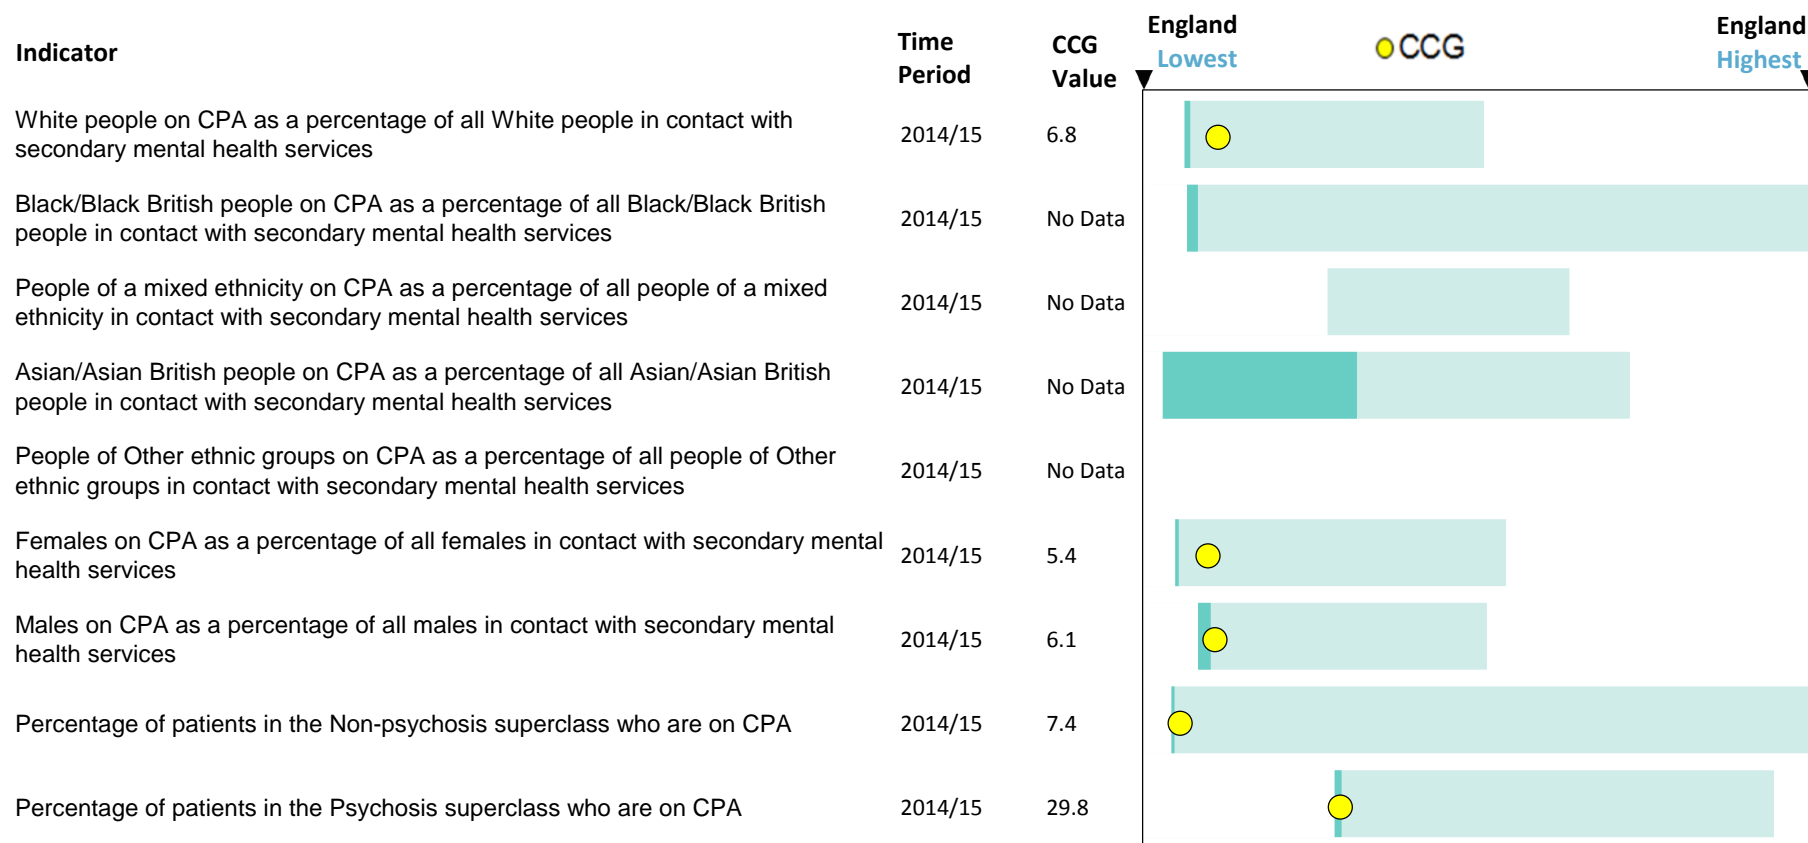 Indicator
Time
Period
CCG
Value
England
Lowest
CCG
England
Highest
White people on CPA as a percentage of all White people in contact with
secondary mental health services
2014/15
6.8
Black/Black British people on CPA as a percentage of all Black/Black British
people in contact with secondary mental health services
2014/15
No Data
People of a mixed ethnicity on CPA as a percentage of all people of a mixed
ethnicity in contact with secondary mental health services
2014/15
No Data
Asian/Asian British people on CPA as a percentage of all Asian/Asian British
people in contact with secondary mental health services
2014/15
No Data
People of Other ethnic groups on CPA as a percentage of all people of Other
ethnic groups in contact with secondary mental health services
2014/15
No Data
Females on CPA as a percentage of all females in contact with secondary mental
health services
2014/15
5.4
Males on CPA as a percentage of all males in contact with secondary mental
health services
2014/15
6.1
Percentage of patients in the Non-psychosis superclass who are on CPA
2014/15
7.4
Percentage of patients in the Psychosis superclass who are on CPA
2014/15
29.8